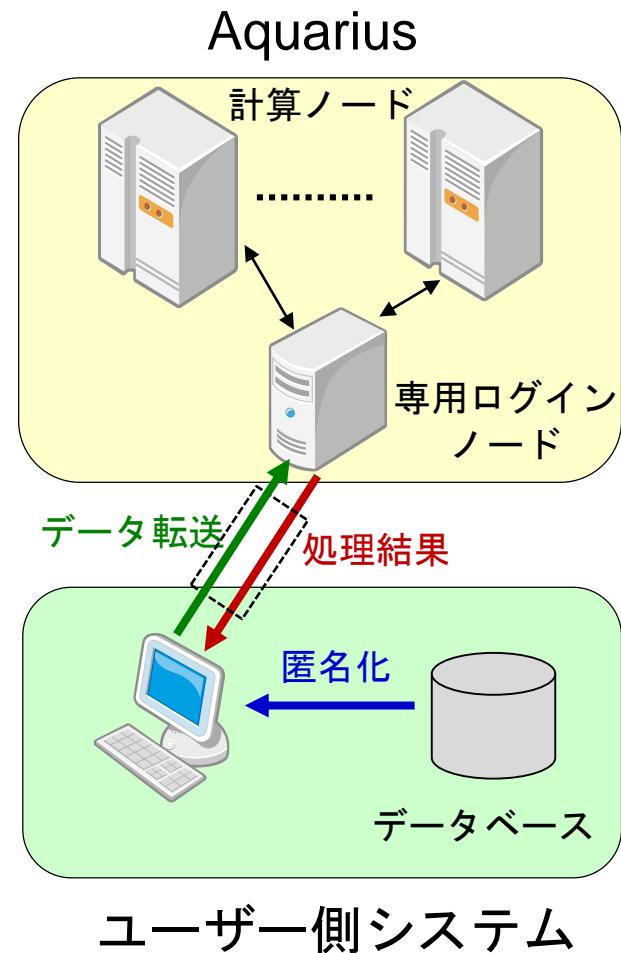 Aquarius
計算ノード
専用ログイン
ノード
データ転送
処理結果
匿名化
データベース
ユーザー側システム